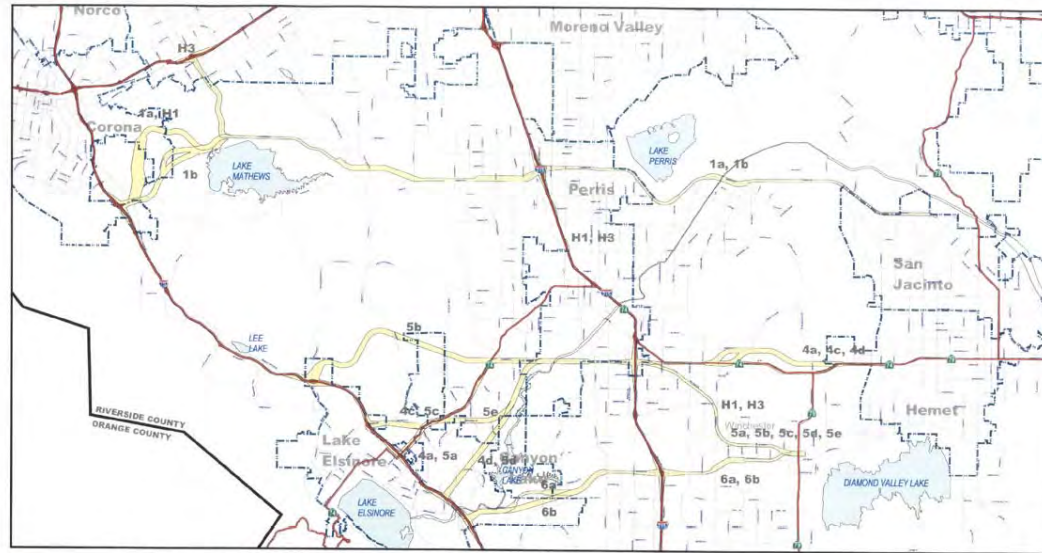 Norco
Moreno Valley
H3
1a, H1
Corona
LAKE
MATHEWS
1b
LAKE
PERRIS
1a, 1b
Perris
H1, H3
San
Jacinto
LEE
LAKE
5b
4a, 4c, 4d
RIVERSIDE COUNTY
ORANGE COUNTY
4c, 5c
5e
H1, H3
Winchester
5a, 5b, 5c, 5d, 5e
Hemet
Lake
Elsinore
4a, 5a
4d, 5d
Canyon
CANYON
LAKE
6a
6b
6a, 6b
DIAMOND VALLEY LAKE
LAKE
ELSINORE